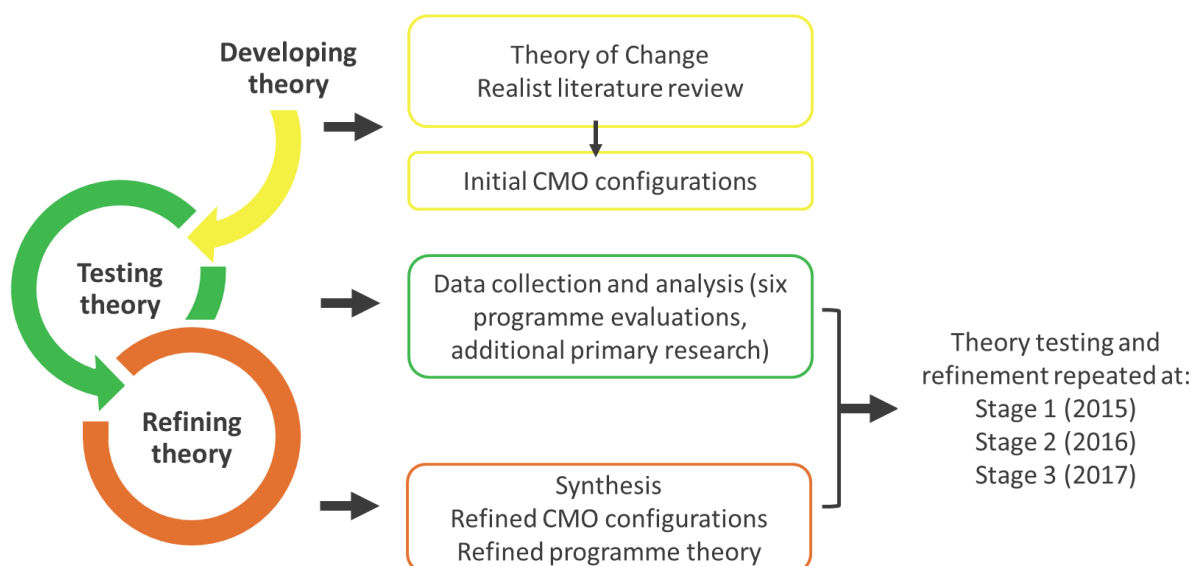 Developing
theory
Theory of Change
Realist literature review
Initial CMO configurations
Testing
theory
Data collection and analysis (six
programme evaluations,
additional primary research)
Refining
theory
Synthesis
Refined CMO configurations
Refined programme theory
Theory testing and
refinement repeated at:
Stage 1 (2015)
Stage 2 (2016)
Stage 3 (2017)